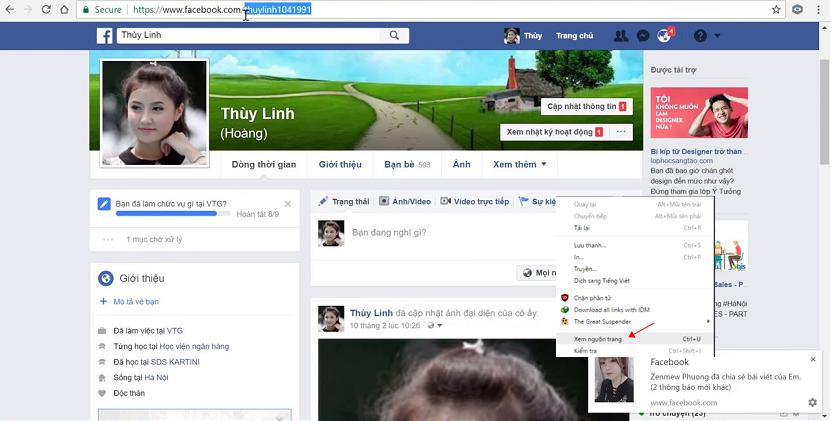 Secure
https://www.facebook.com/thuylinh1041991
Thùy Linh
Thùy
Trang chủ
4
Thùy Linh
(Hoàng)
Cập nhật thông tin 1
Xem nhật ký hoạt động 1
Dòng thời gian
Giới thiệu
Bạn bè 593
Ảnh
Xem thêm
Bạn đã làm chức vụ gì tại VTG?
Hoàn tất 8/9
1 mục chờ xử lý
Giới thiệu
Mô tả về bạn
Đã làm việc tại VTG
Từng học tại Học viện ngân hàng
Đã học tại SDS KARTINI
Sống tại Hà Nội
Độc thân
Trạng thái
Ảnh/Video
Video trực tiếp
Sự kiệ
Bạn đang nghĩ gì?
Mọi n
Thùy Linh đã cập nhật ảnh đại diện của cô ấy.
10 tháng 2 lúc 10:26
Quay lại Alt+Mũi tên trái
Chuyển tiếp Alt+Mũi tên phải
Tải lại Ctrl+R
Lưu thành... Ctrl+S
In... Ctrl+P
Truyền...
Dịch sang Tiếng Việt
Chặn phần tử
Download all links with IDM
The Great Suspender
Xem nguồn trang Ctrl+U
Kiểm tra Ctrl+Shift+I
Được tài trợ
TÔI
KHÔNG MUỐN
LÀM
DESIGNER
NỮA !
Bí kíp từ Designer trở thàn
lophocsangtao.com
Bạn đã bao giờ chán ghét
design đến mức như vậy?
Đừng tham gia lớp Ý Tưởng
Sales - P
#HàNội
LES - PART
Facebook
Zenmew Phuong đã chia sẻ bài viết của Em.
(2 thông báo mới khác)
www.facebook.com
Trò chuyện (23)